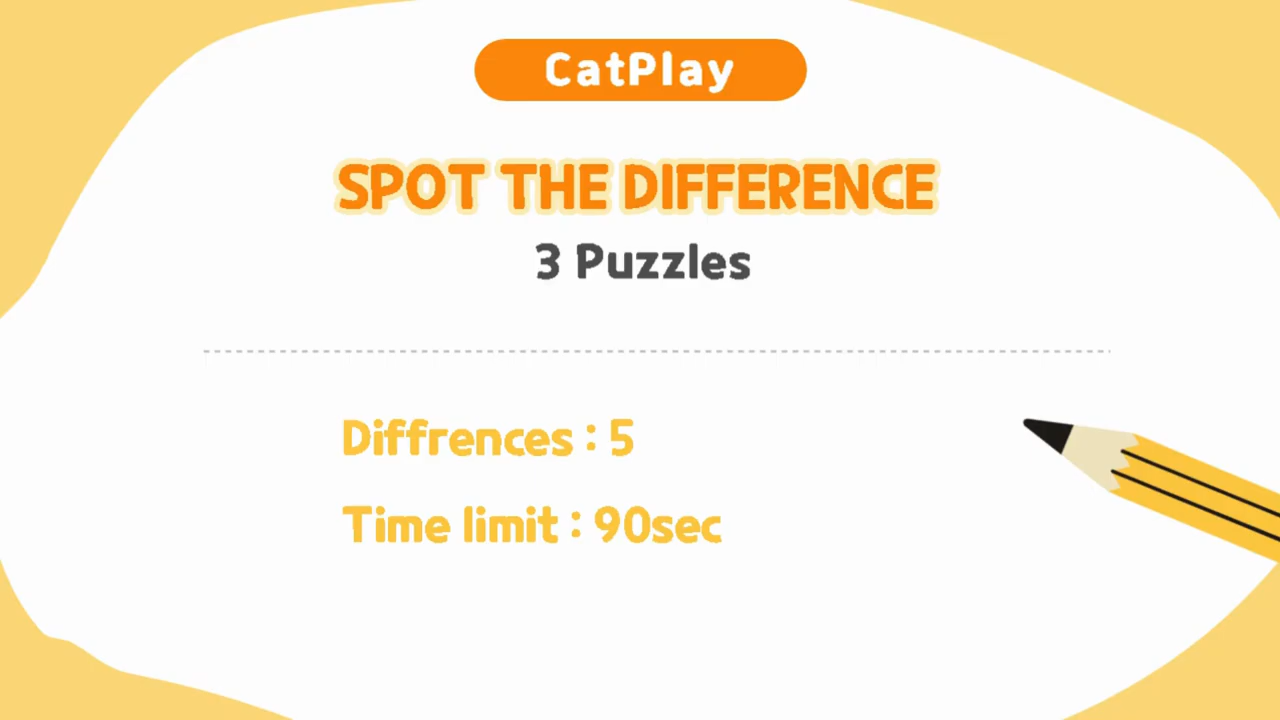 CatPlay
SPOT THE DIFFERENCE
3 Puzzles
Diffrences : 5
Time limit : 90sec